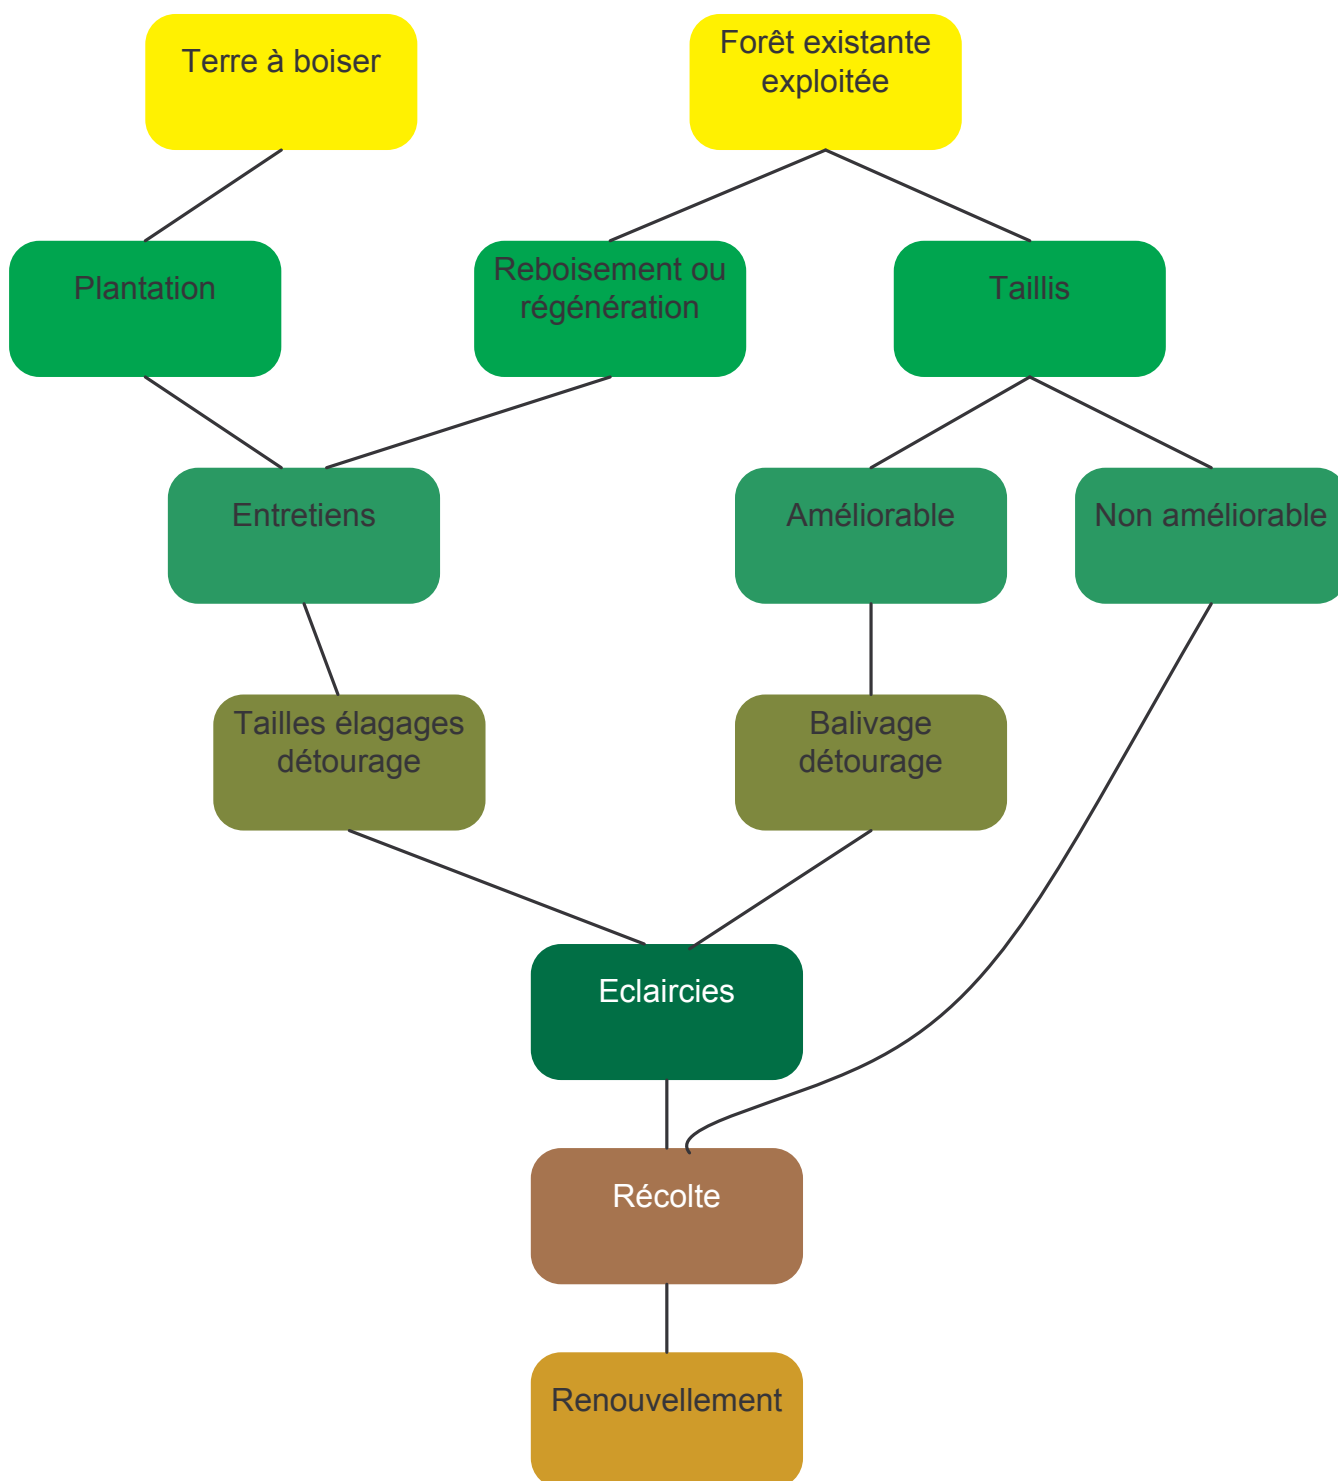 Terre à boiser
Forêt existante
exploitée
Plantation
Reboisement ou
régénération
Taillis
Entretiens
Améliorable
Non améliorable
Tailles élagages
détourage
Balivage
détourage
Eclaircies
Récolte
Renouvellement